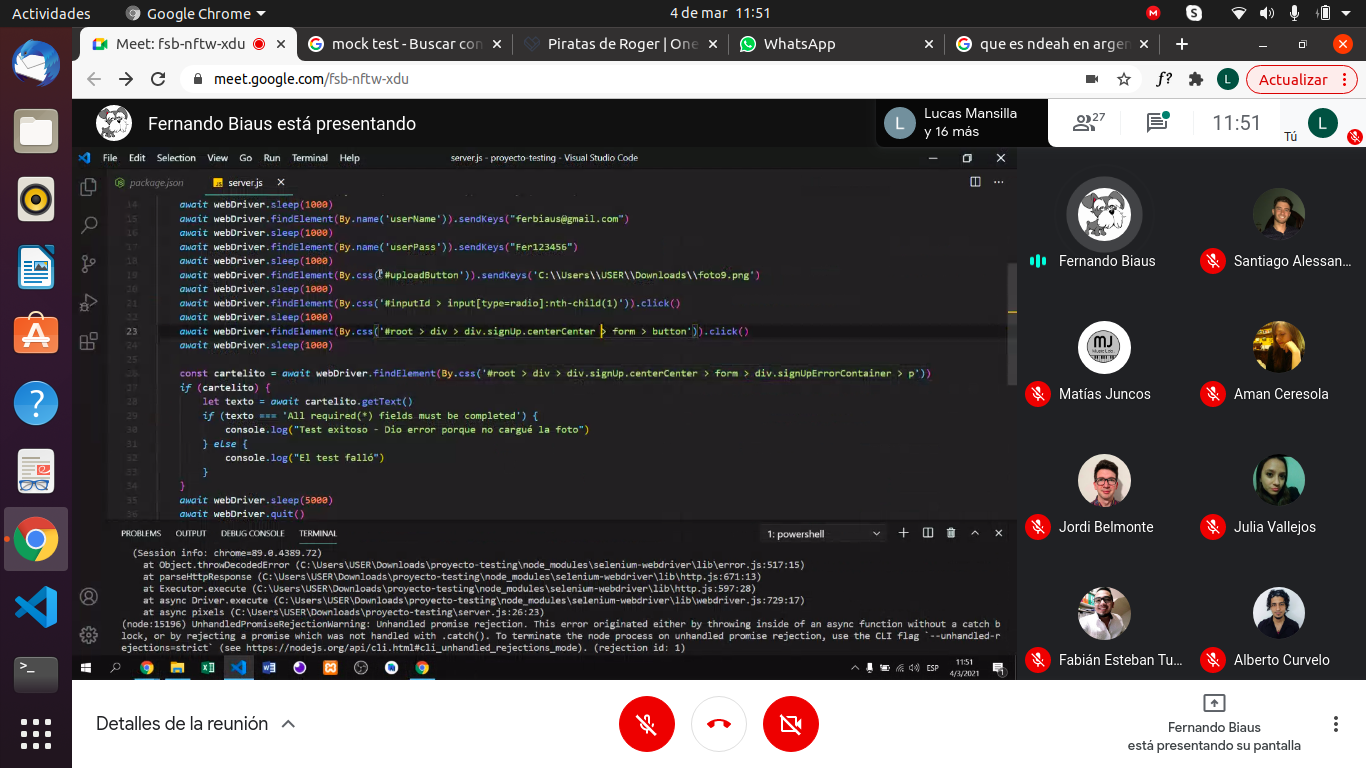 Actividades
Google Chrome
4 de mar 11:51
Meet: fsb-nftw-xdu
mock test - Buscar con
Piratas de Roger | One
WhatsApp
que es ndeah en argen
meet.google.com/fsb-nftw-xdu
f?
L
Actualizar
Fernando Biaus está presentando
L
Lucas Mansilla
y 16 más
27
11:51
Tú
L
File Edit Selection View Go Run Terminal Help
server.js - proyecto-testing - Visual Studio Code
package.json
server.js
14 await webDriver.sleep(1000)
15 await webDriver.findElement(By.name('userName')).sendKeys("ferbiaus@gmail.com")
16 await webDriver.sleep(1000)
17 await webDriver.findElement(By.name('userPass')).sendKeys("Fer123456")
18 await webDriver.sleep(1000)
19 await webDriver.findElement(By.css('#uploadButton')).sendKeys('C:\\Users\\USER\\Downloads\\foto9.png')
20 await webDriver.sleep(1000)
21 await webDriver.findElement(By.css('#inputId > input[type=radio]:nth-child(1)')).click()
22 await webDriver.sleep(1000)
23 await webDriver.findElement(By.css('#root > div > div.signUp.centerCenter > form > button')).click()
24 await webDriver.sleep(1000)
25
26 const cartelito = await webDriver.findElement(By.css('#root > div > div.signUp.centerCenter > form > div.signUpErrorContainer > p'))
27 if (cartelito) {
28 let texto = await cartelito.getText()
29 if (texto === 'All required(*) fields must be completed') {
30 console.log("Test exitoso - Dio error porque no cargué la foto")
31 } else {
32 console.log("El test falló")
33 }
34 }
35 await webDriver.sleep(5000)
36 await webDriver.quit()
PROBLEMS OUTPUT DEBUG CONSOLE TERMINAL
1: powershell
(Session info: chrome=89.0.4389.72)
at Object.throwDecodedError (C:\Users\USER\Downloads\proyecto-testing\node_modules\selenium-webdriver\lib\error.js:517:15)
at parseHttpResponse (C:\Users\USER\Downloads\proyecto-testing\node_modules\selenium-webdriver\lib\http.js:671:13)
at Executor.execute (C:\Users\USER\Downloads\proyecto-testing\node_modules\selenium-webdriver\lib\http.js:597:28)
at async Driver.execute (C:\Users\USER\Downloads\proyecto-testing\node_modules\selenium-webdriver\lib\webdriver.js:729:17)
at async pixels (C:\Users\USER\Downloads\proyecto-testing\server.js:26:23)
(node:15196) UnhandledPromiseRejectionWarning: Unhandled promise rejection. This error originated either by throwing inside of an async function without a catch b
lock, or by rejecting a promise which was not handled with .catch(). To terminate the node process on unhandled promise rejection, use the CLI flag `--unhandled-r
ejections=strict` (see https://nodejs.org/api/cli.html#cli_unhandled_rejections_mode). (rejection id: 1)
ESP
11:51
4/3/2021
1
Fernando Biaus
Santiago Alessan...
MJ
Matías Juncos
Aman Ceresola
Jordi Belmonte
Julia Vallejos
Fabián Esteban Tu...
Alberto Curvelo
Detalles de la reunión
Fernando Biaus
está presentando su pantalla